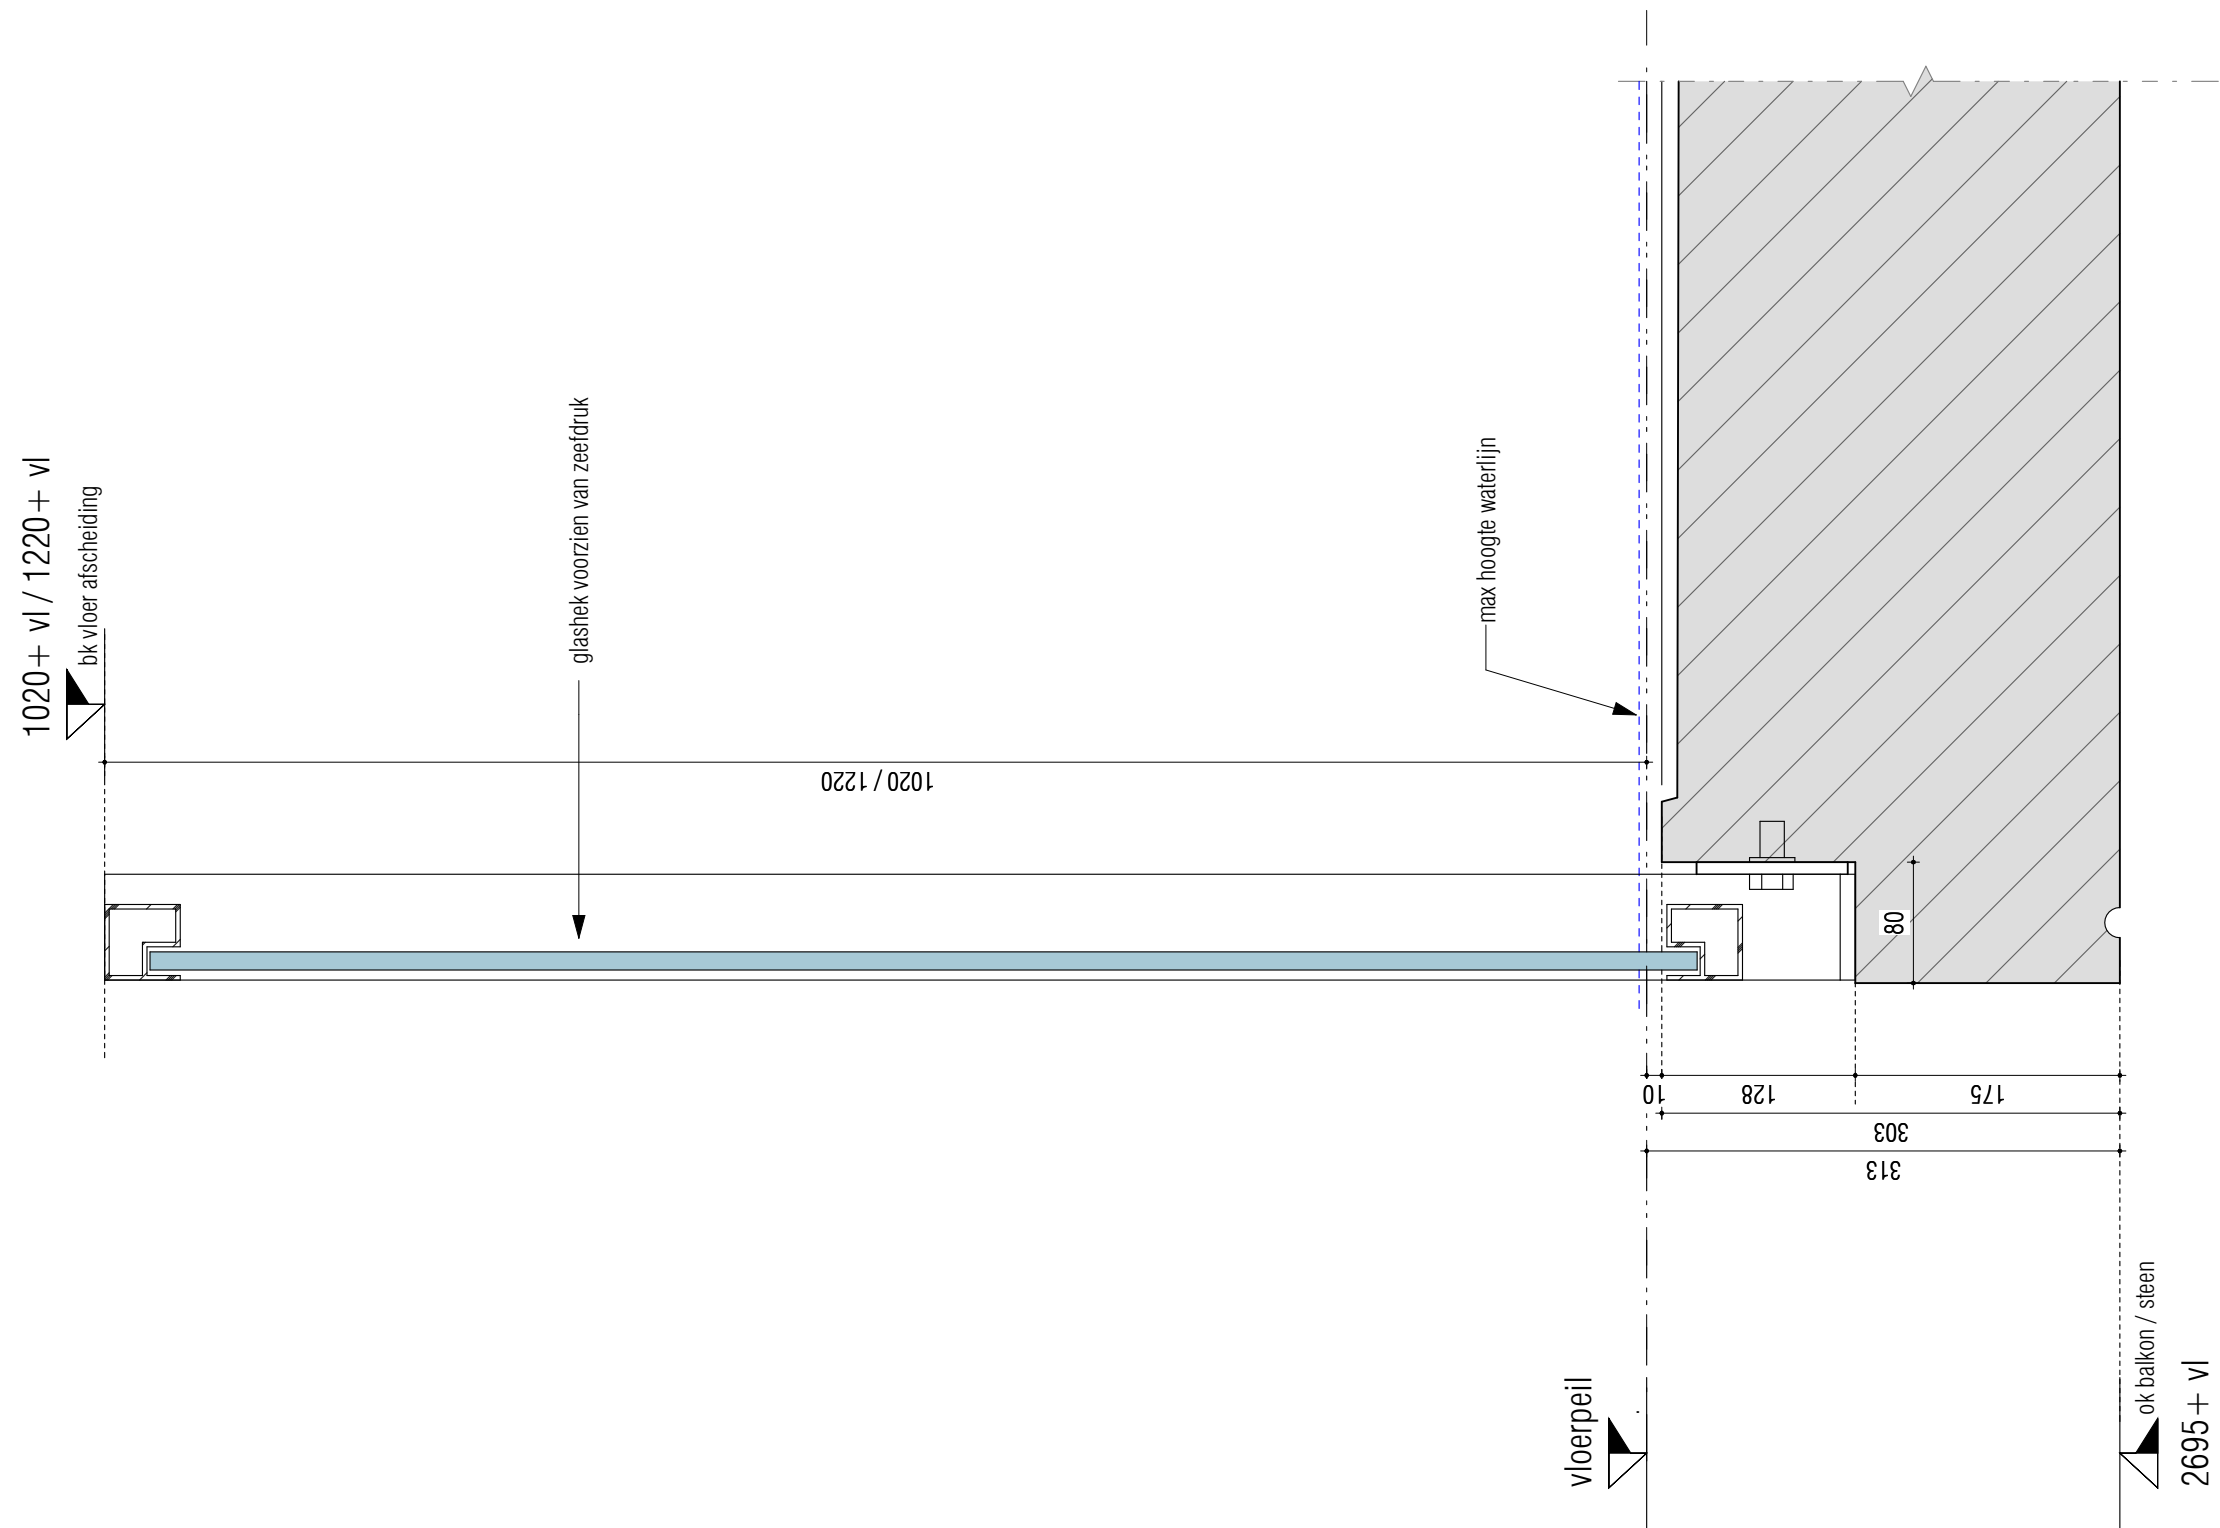 1020+ vl / 1220+ vl
bk vloer afscheiding
glashek voorzien van zeefdruk
1020 / 1220
max hoogte waterlijn
80
10
128
175
303
313
vloerpeil
ok balkon / steen
2695+ vl